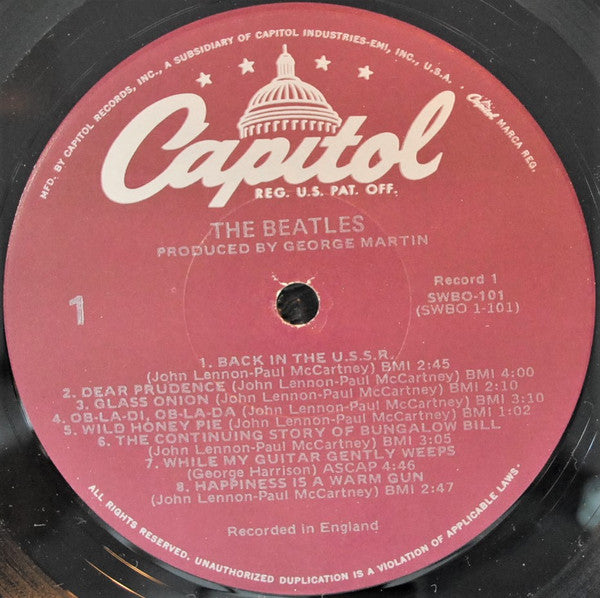 MFD. BY CAPITOL RECORDS, INC., A SUBSIDIARY OF CAPITOL INDUSTRIES-EMI, INC., U.S.A. • Capitol MARCA REG.
Capitol
REG. U.S. PAT. OFF.
THE BEATLES
PRODUCED BY GEORGE MARTIN
1
Record 1
SWBO-101
(SWBO 1-101)
1. BACK IN THE U.S.S.R.
(John Lennon-Paul McCartney) BMI 2:45
2. DEAR PRUDENCE (John Lennon-Paul McCartney) BMI 4:00
3. GLASS ONION (John Lennon-Paul McCartney) BMI 2:10
4. OB-LA-DI, OB-LA-DA (John Lennon-Paul McCartney) BMI 3:10
5. WILD HONEY PIE (John Lennon-Paul McCartney) BMI 1:02
6. THE CONTINUING STORY OF BUNGALOW BILL
(John Lennon-Paul McCartney) BMI 3:05
7. WHILE MY GUITAR GENTLY WEEPS
(George Harrison) ASCAP 4:46
8. HAPPINESS IS A WARM GUN
(John Lennon-Paul McCartney) BMI 2:47
Recorded in England
ALL RIGHTS RESERVED. UNAUTHORIZED DUPLICATION IS A VIOLATION OF APPLICABLE LAWS.